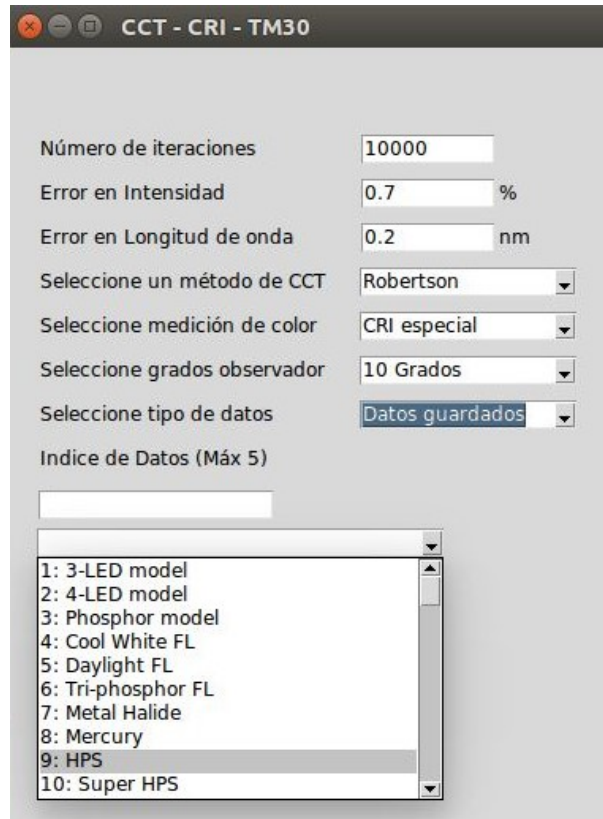 CCT - CRI - TM30
Número de iteraciones 10000
Error en Intensidad 0.7 %
Error en Longitud de onda 0.2 nm
Seleccione un método de CCT Robertson
Seleccione medición de color CRI especial
Seleccione grados observador 10 Grados
Seleccione tipo de datos Datos guardados
Indice de Datos (Máx 5)
1: 3-LED model
2: 4-LED model
3: Phosphor model
4: Cool White FL
5: Daylight FL
6: Tri-phosphor FL
7: Metal Halide
8: Mercury
9: HPS
10: Super HPS